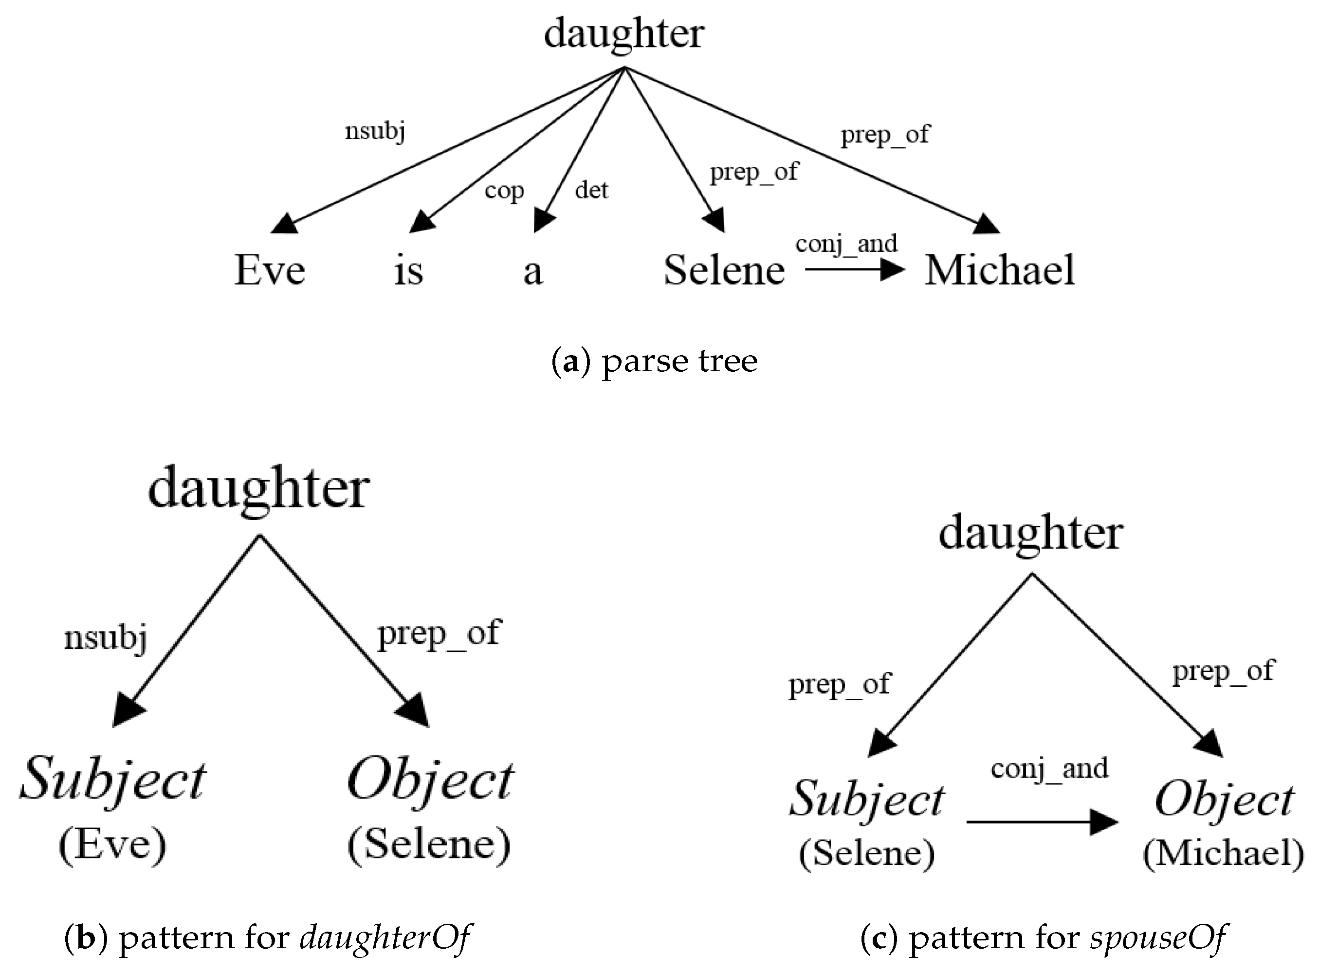 daughter
nsubj
cop
det
prep_of
prep_of
Eve is a Selene conj_and Michael
(a) parse tree
daughter
nsubj
prep_of
Subject
(Eve)
Object
(Selene)
(b) pattern for daughterOf
daughter
prep_of
prep_of
conj_and
Subject
(Selene)
Object
(Michael)
(c) pattern for spouseOf